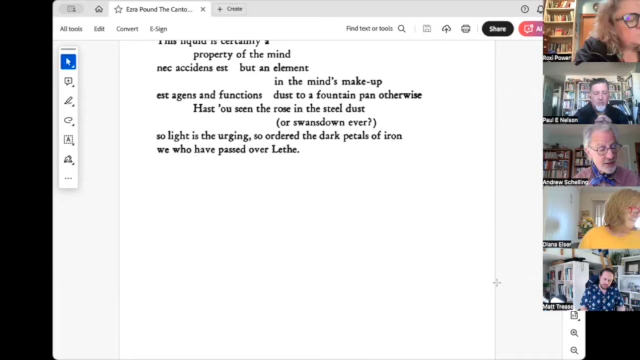 Ezra Pound The Canto...
+ Create
All tools
Edit
Convert
E-Sign
Find text or tools
Share
AI
This liquid is certainly a
property of the mind
nec accidens est but an element
in the mind's make-up
est agens and functions dust to a fountain pan otherwise
Hast 'ou seen the rose in the steel dust
(or swansdown ever?)
so light is the urging, so ordered the dark petals of iron
we who have passed over Lethe.
Roxi Power
Paul E Nelson
Andrew Schelling
Diana Elser
Matt Trease